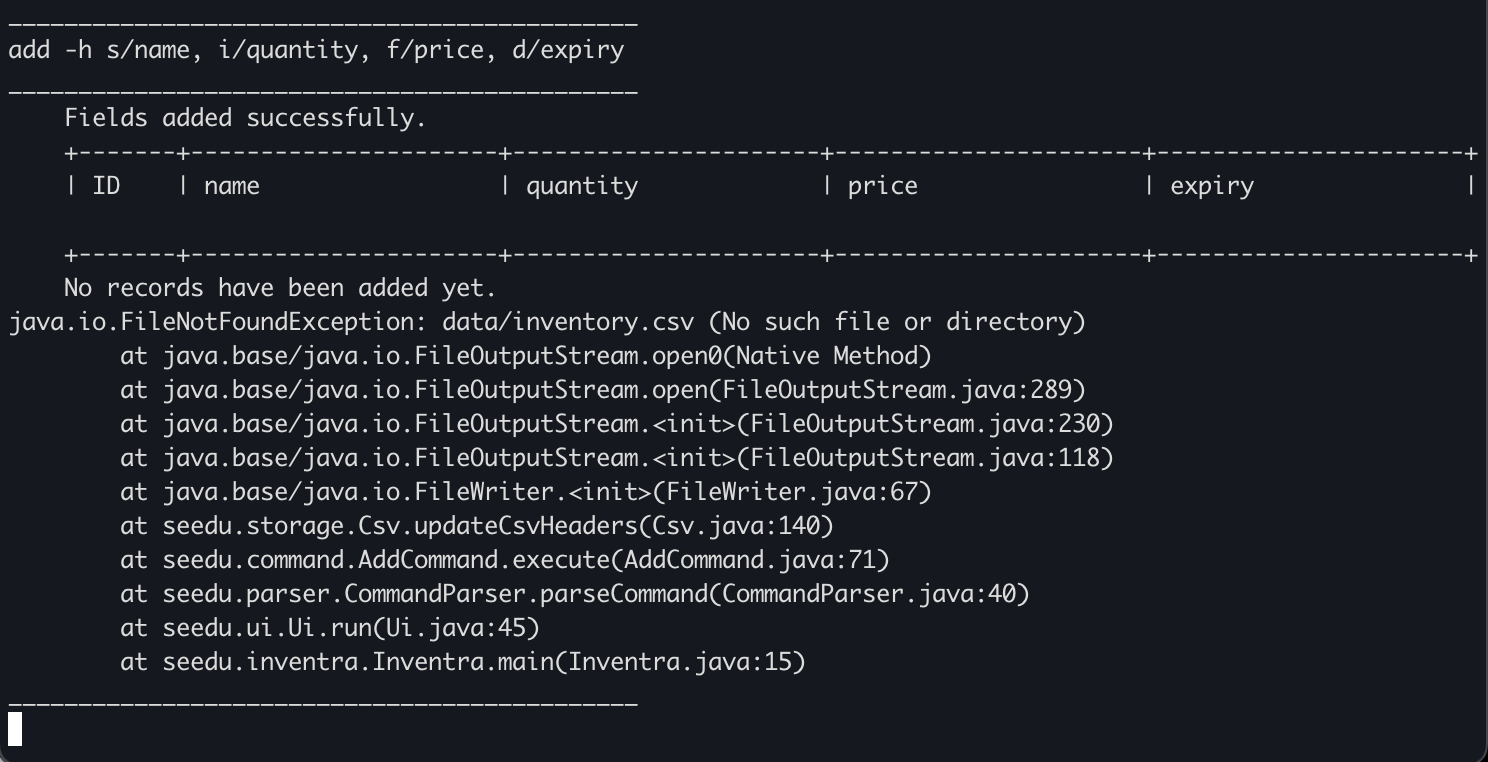 _____________________________________________
add -h s/name, i/quantity, f/price, d/expiry
_____________________________________________
    Fields added successfully.
    +-------+----------------------+----------------------+----------------------+----------------------+
    | ID    | name                 | quantity             | price                | expiry               |
    +-------+----------------------+----------------------+----------------------+----------------------+
    No records have been added yet.
java.io.FileNotFoundException: data/inventory.csv (No such file or directory)
        at java.base/java.io.FileOutputStream.open0(Native Method)
        at java.base/java.io.FileOutputStream.open(FileOutputStream.java:289)
        at java.base/java.io.FileOutputStream.<init>(FileOutputStream.java:230)
        at java.base/java.io.FileOutputStream.<init>(FileOutputStream.java:118)
        at java.base/java.io.FileWriter.<init>(FileWriter.java:67)
        at seedu.storage.Csv.updateCsvHeaders(Csv.java:140)
        at seedu.command.AddCommand.execute(AddCommand.java:71)
        at seedu.parser.CommandParser.parseCommand(CommandParser.java:40)
        at seedu.ui.Ui.run(Ui.java:45)
        at seedu.inventra.Inventra.main(Inventra.java:15)
_____________________________________________